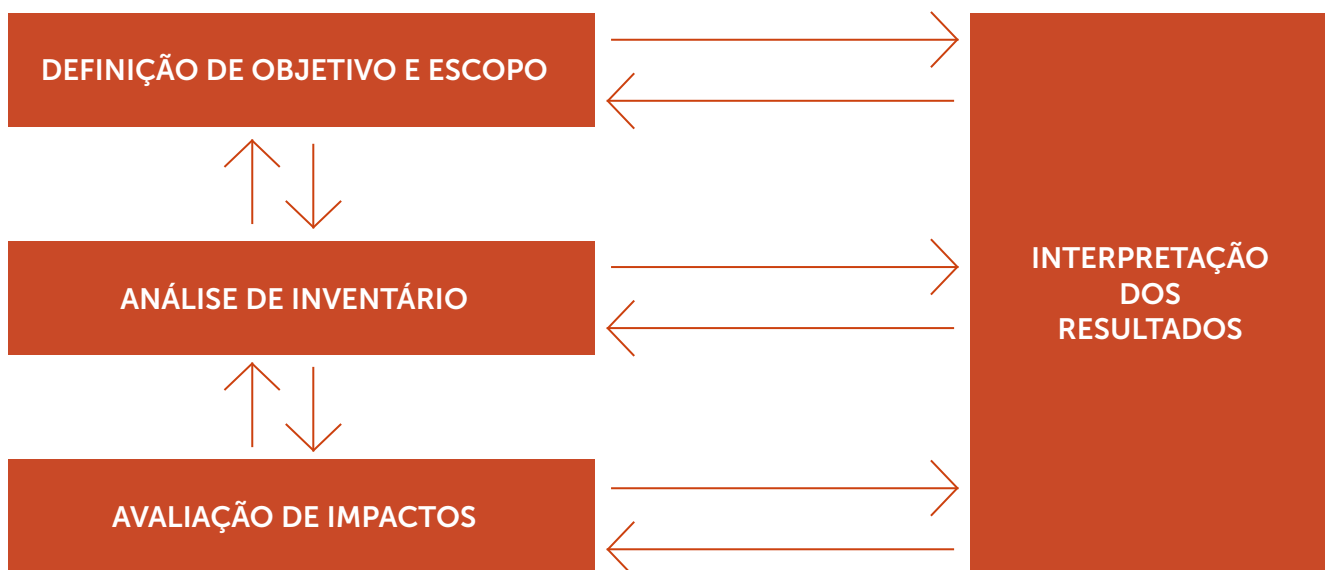 DEFINIÇÃO DE OBJETIVO E ESCOPO
ANÁLISE DE INVENTÁRIO
AVALIAÇÃO DE IMPACTOS
INTERPRETAÇÃO
DOS
RESULTADOS